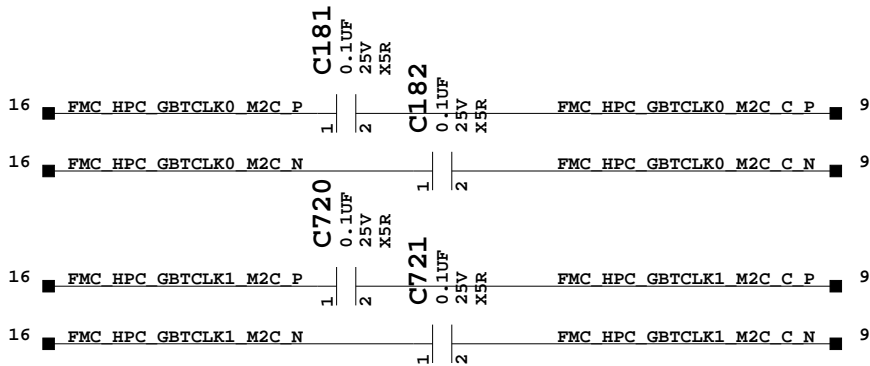 C181
0.1UF
25V
X5R
16 FMC_HPC_GBTCLK0_M2C_P 1 2 FMC_HPC_GBTCLK0_M2C_C_P 9
C182
0.1UF
25V
X5R
16 FMC_HPC_GBTCLK0_M2C_N 1 2 FMC_HPC_GBTCLK0_M2C_C_N 9
C720
0.1UF
25V
X5R
16 FMC_HPC_GBTCLK1_M2C_P 1 2 FMC_HPC_GBTCLK1_M2C_C_P 9
C721
0.1UF
25V
X5R
16 FMC_HPC_GBTCLK1_M2C_N 1 2 FMC_HPC_GBTCLK1_M2C_C_N 9